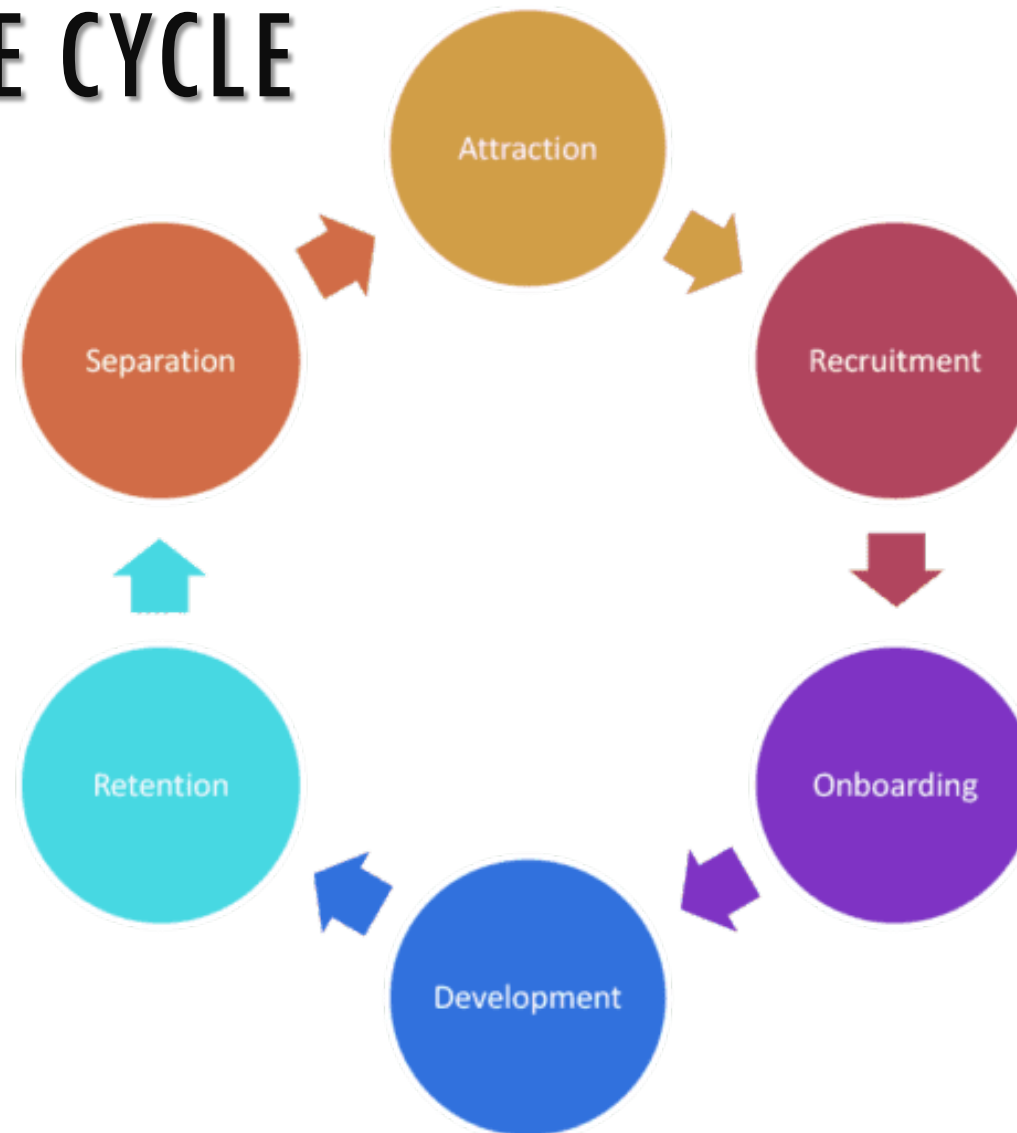 E CYCLE
Attraction
Recruitment
Onboarding
Development
Retention
Separation